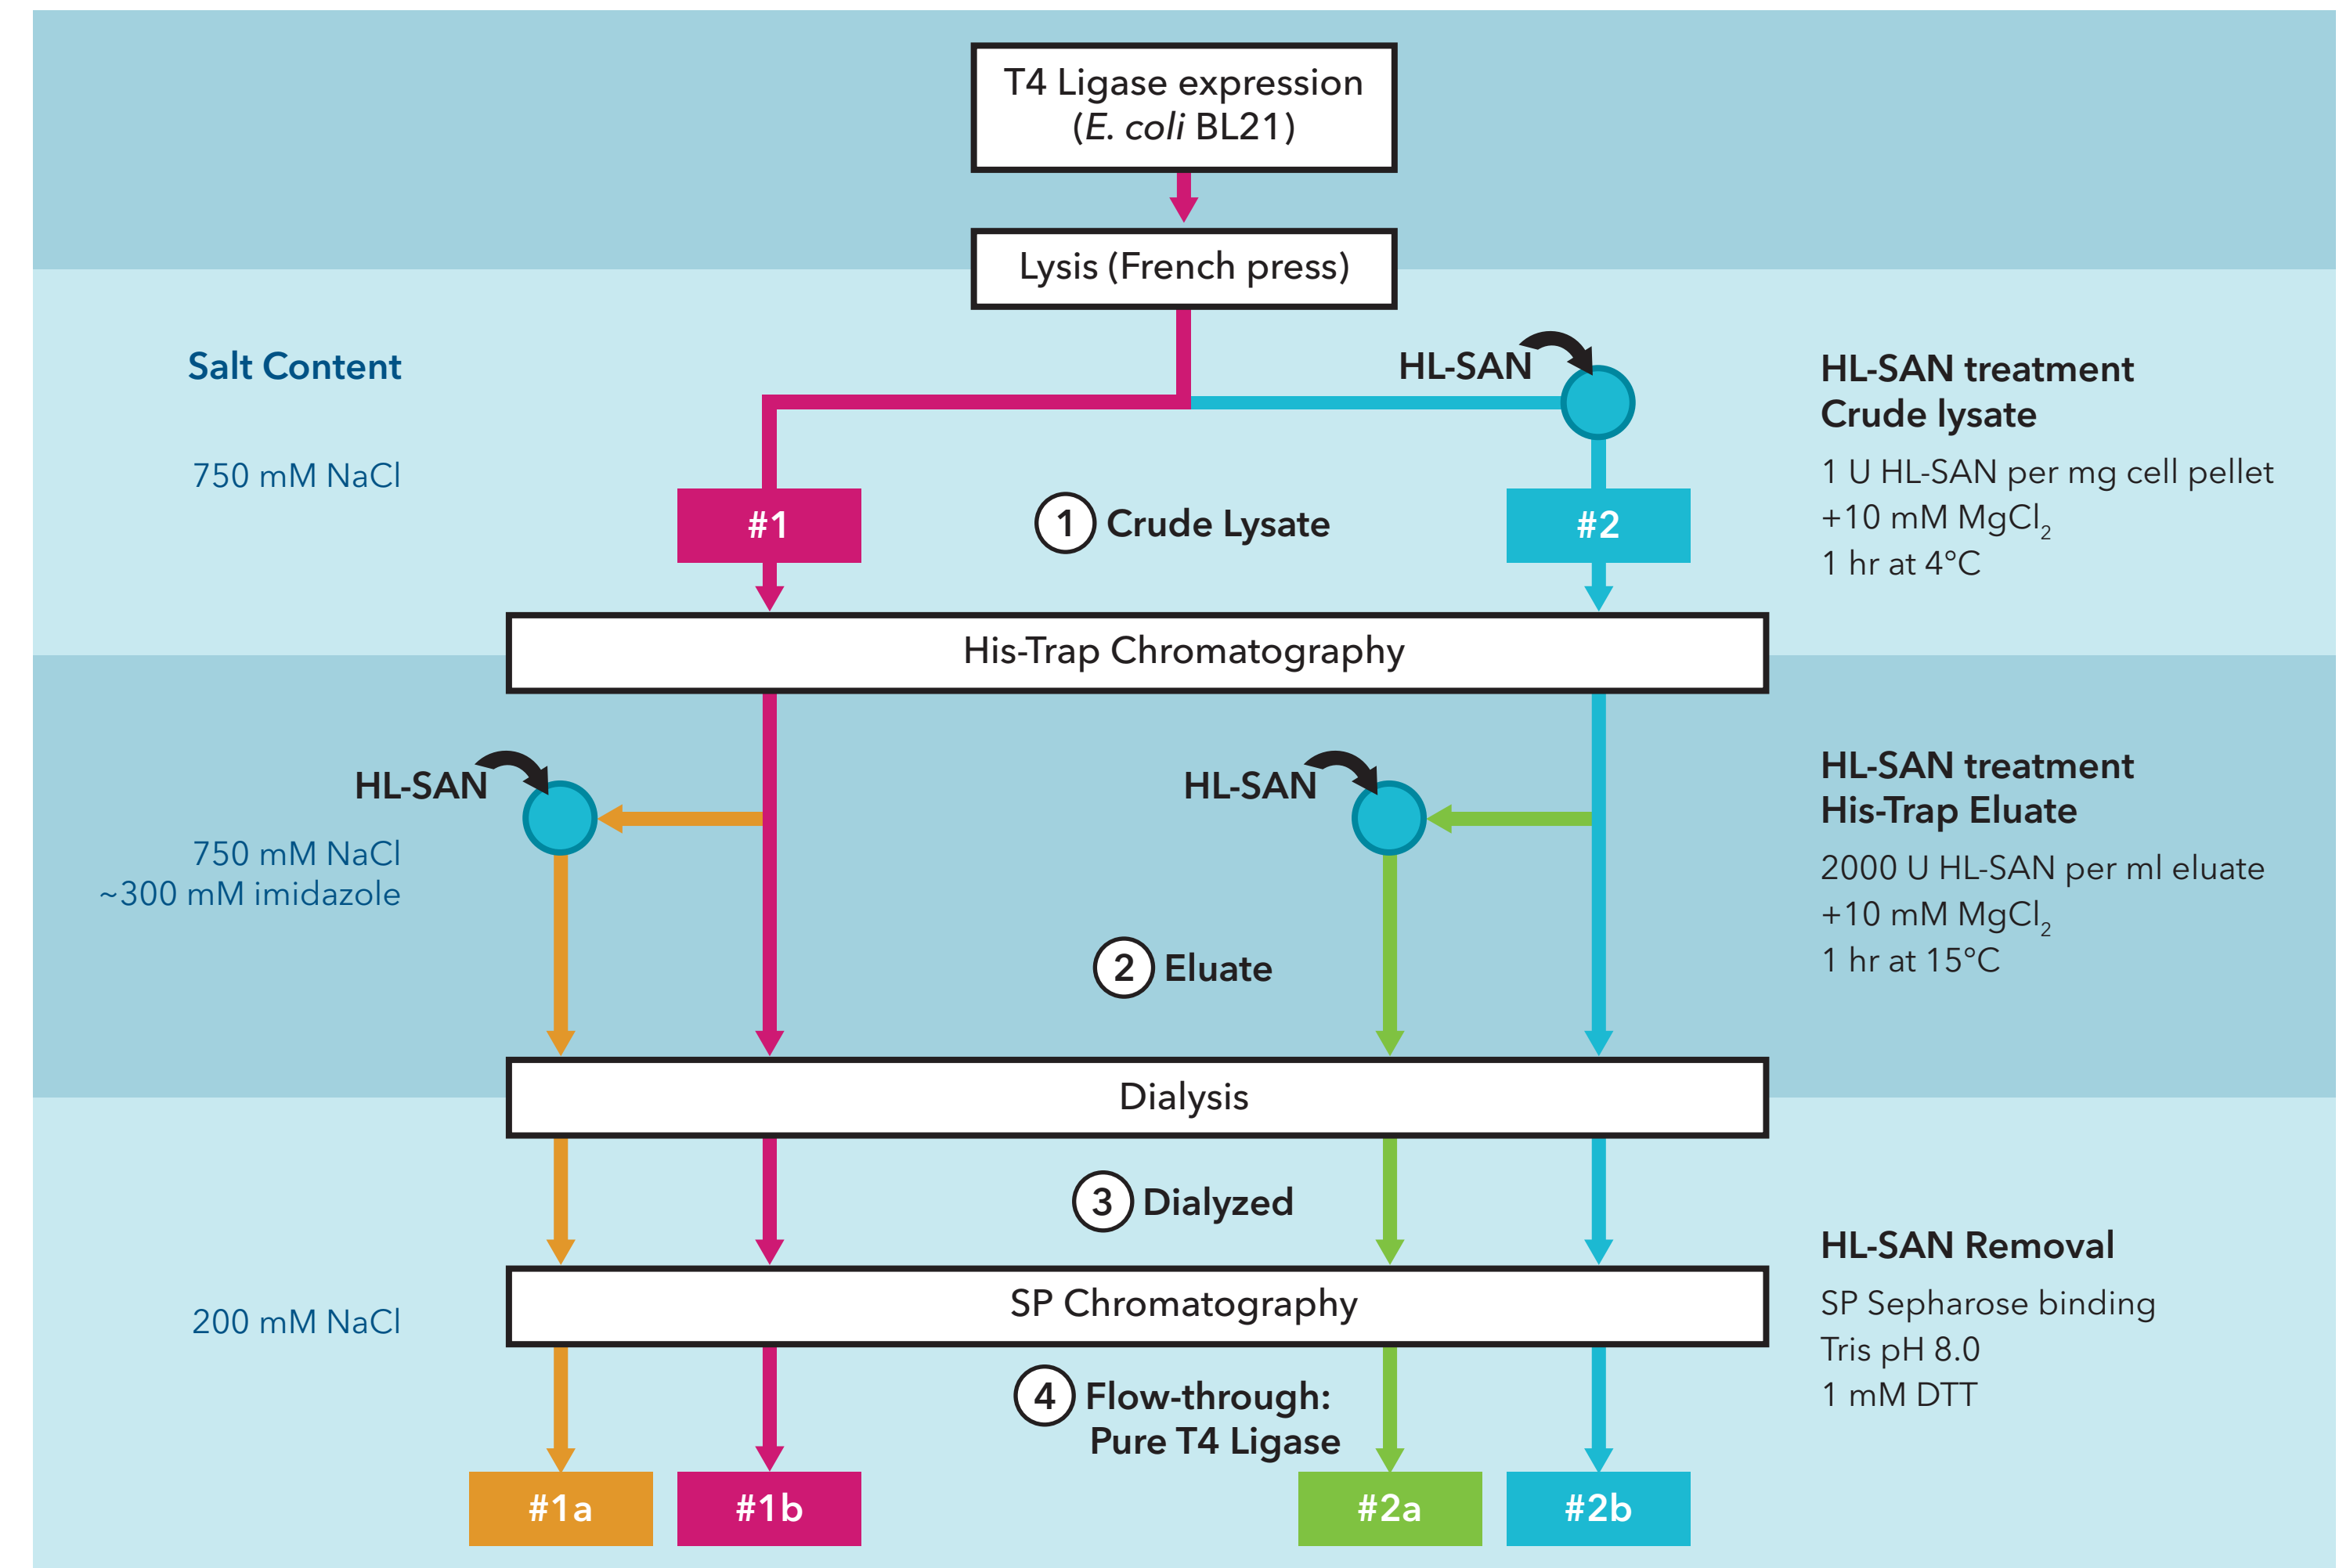 T4 Ligase expression
(E. coli BL21)
Lysis (French press)
Salt Content
750 mM NaCl
HL-SAN
HL-SAN treatment
Crude lysate
1 U HL-SAN per mg cell pellet
+10 mM MgCl₂
1 hr at 4°C
#1
1 Crude Lysate
#2
His-Trap Chromatography
HL-SAN
HL-SAN
750 mM NaCl
~300 mM imidazole
HL-SAN treatment
His-Trap Eluate
2000 U HL-SAN per ml eluate
+10 mM MgCl₂
1 hr at 15°C
2 Eluate
Dialysis
3 Dialyzed
SP Chromatography
200 mM NaCl
HL-SAN Removal
SP Sepharose binding
Tris pH 8.0
1 mM DTT
4 Flow-through:
Pure T4 Ligase
#1a
#1b
#2a
#2b